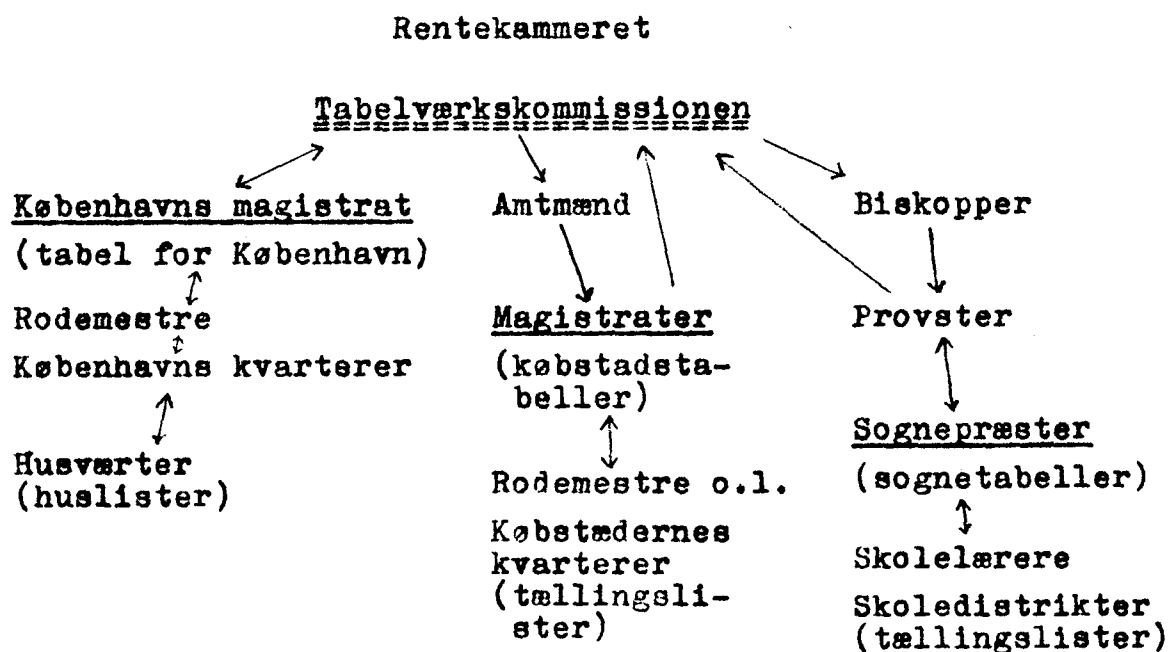 Rentekammeret
Tabelværkskommissionen
Københavns magistrat
(tabel for København)
Rodemestre
Københavns kvarterer
Husværter
(huslister)
Amtmænd
Magistrater
(købstadsta-
beller)
Rodemestre o.l.
Købstædernes
kvarterer
(tællingsli-
ster)
Biskopper
Provster
Sognepræster
(sognetabeller)
Skolelærere
Skoledistrikter
(tællingslister)